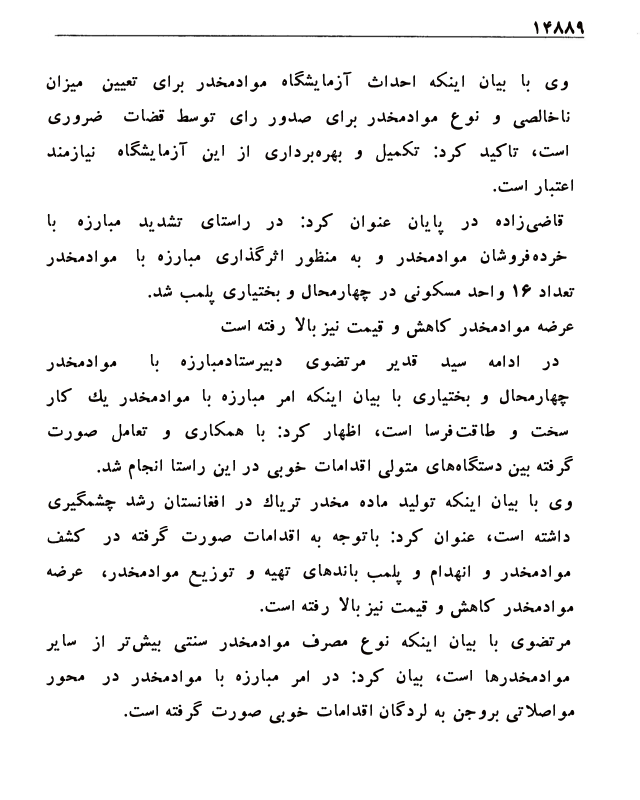 ۱۴۸۸۹
وی با بیان اینکه احداث آزمایشگاه موادمخدر برای تعیین میزان
ناخالصی و نوع موادمخدر برای صدور رای توسط قضات ضروری
است، تاکید کرد: تکمیل و بهره‌برداری از این آزمایشگاه نیازمند
اعتبار است.
قاضی‌زاده در پایان عنوان کرد: در راستای تشدید مبارزه با
خرده‌فروشان موادمخدر و به منظور اثرگذاری مبارزه با موادمخدر
تعداد ۱۶ واحد مسکونی در چهارمحال و بختیاری پلمب شد.
عرضه موادمخدر کاهش و قیمت نیز بالا رفته است
در ادامه سید قدیر مرتضوی دبیرستادمبارزه با موادمخدر
چهارمحال و بختیاری با بیان اینکه امر مبارزه با موادمخدر یك کار
سخت و طاقت‌فرسا است، اظهار کرد: با همکاری و تعامل صورت
گرفته بین دستگاه‌های متولی اقدامات خوبی در این راستا انجام شد.
وی با بیان اینکه تولید ماده مخدر تریاك در افغانستان رشد چشمگیری
داشته است، عنوان کرد: باتوجه به اقدامات صورت گرفته در کشف
موادمخدر و انهدام و پلمب باندهای تهیه و توزیع موادمخدر، عرضه
موادمخدر کاهش و قیمت نیز بالا رفته است.
مرتضوی با بیان اینکه نوع مصرف موادمخدر سنتی بیش‌تر از سایر
موادمخدرها است، بیان کرد: در امر مبارزه با موادمخدر در محور
مواصلاتی بروجن به لردگان اقدامات خوبی صورت گرفته است.